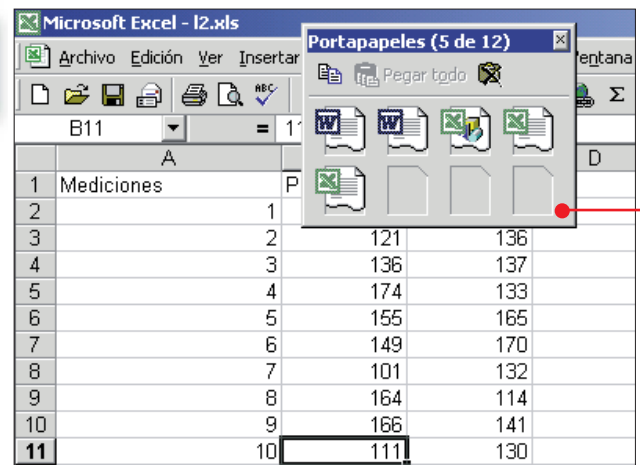 Microsoft Excel - l2.xls
Portapapeles (5 de 12)
Archivo Edición Ver Insertar
Pegar todo
ABC
Σ
B11 =
A D
1 Mediciones P
2 1
3 2 121 136
4 3 136 137
5 4 174 133
6 5 155 165
7 6 149 170
8 7 101 132
9 8 164 114
10 9 166 141
11 10 111 130